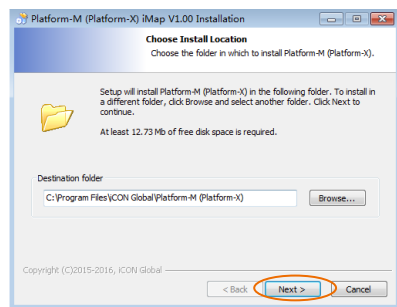 Platform-M (Platform-X) iMap V1.00 Installation
Choose Install Location
Choose the folder in which to install Platform-M (Platform-X).
Setup will install Platform-M (Platform-X) in the following folder. To install in
a different folder, click Browse and select another folder. Click Next to
continue.
At least 12.73 Mb of free disk space is required.
Destination folder
C:\Program Files\iCON Global\Platform-M (Platform-X)
Browse...
Copyright (C)2015-2016, iCON Global
< Back
Next >
Cancel